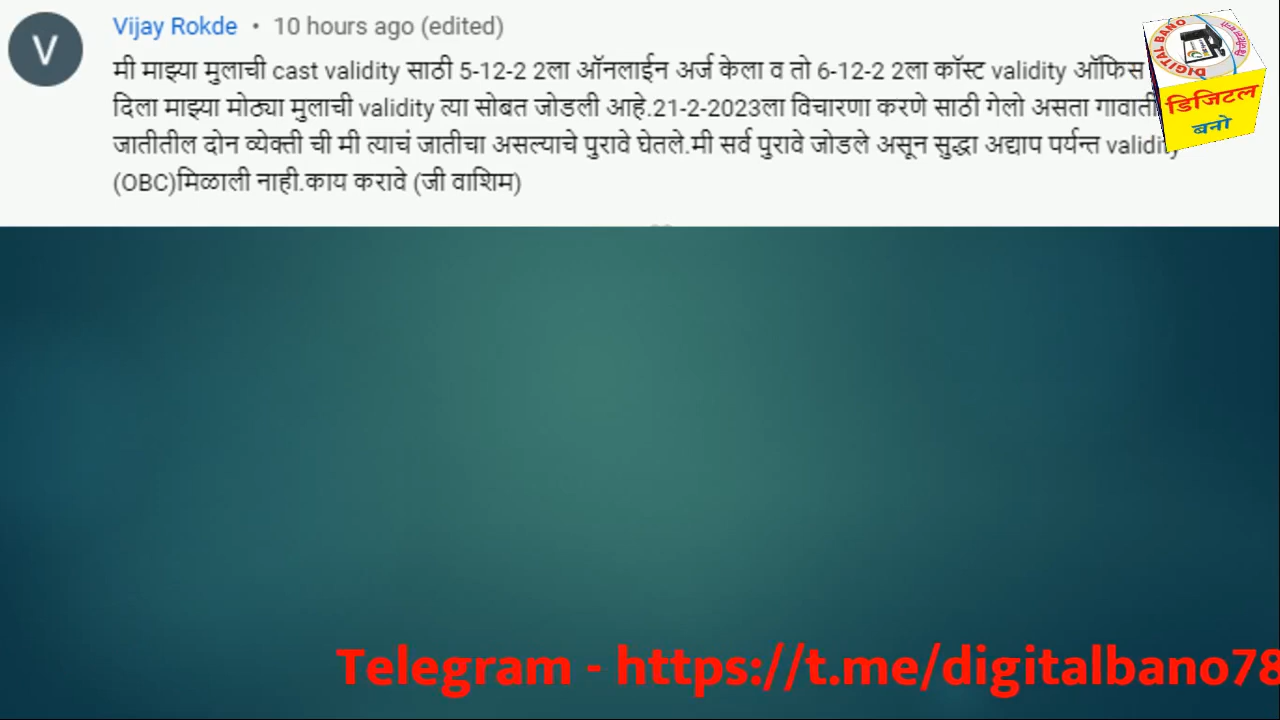 V
Vijay Rokde • 10 hours ago (edited)
मी माझ्या मुलाची cast validity साठी 5-12-2 2ला ऑनलाईन अर्ज केला व तो 6-12-2 2ला कॉस्ट validity ऑफिस
दिला माझ्या मोठ्या मुलाची validity त्या सोबत जोडली आहे.21-2-2023ला विचारणा करणे साठी गेलो असता
जातीतील दोन व्येक्ती ची मी त्याचं जातीचा असल्याचे पुरावे घेतले.मी सर्व पुरावे जोडले असून सुद्धा अद्याप पर्यन्त validity
(OBC)मिळाली नाही.काय करावे (जी वाशिम)
DIGITAL BANO
डिजिटल
बनो
Telegram - https://t.me/digitalbano78